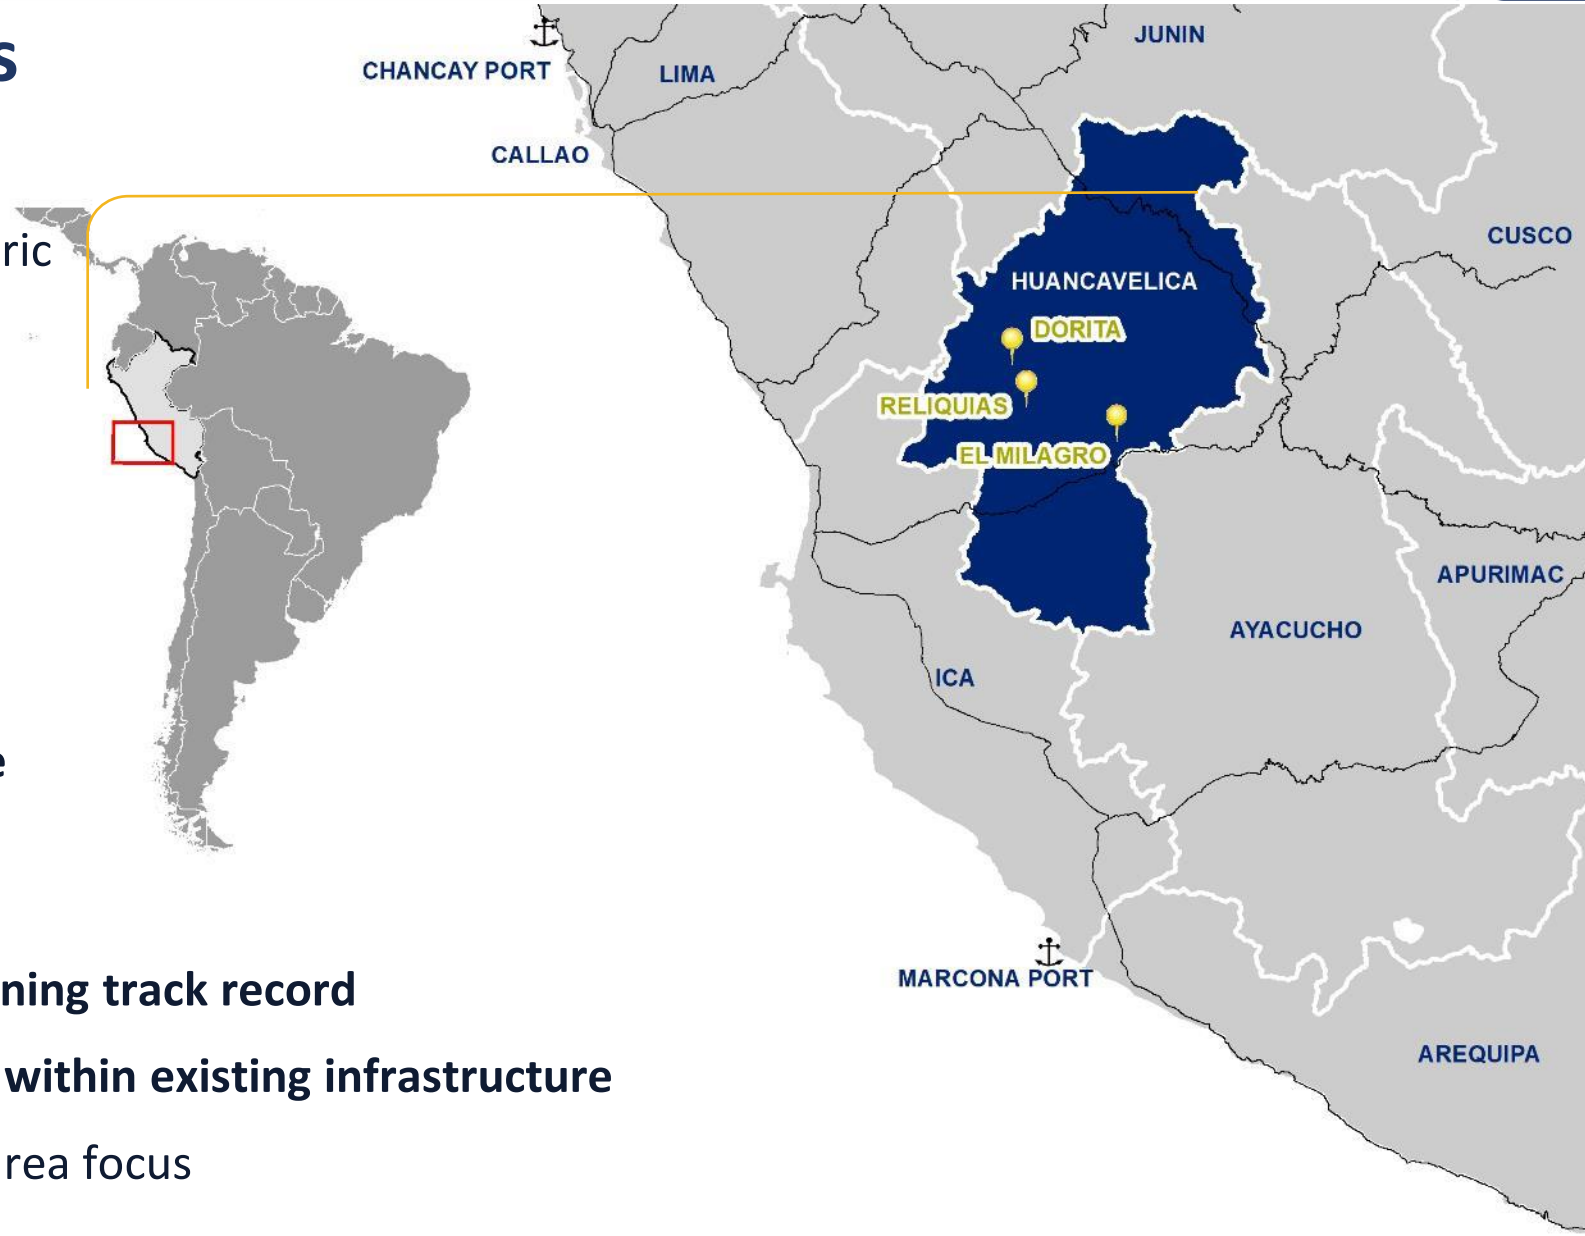 s
ric
e
ning track record
within existing infrastructure
rea focus
CHANCAY PORT
LIMA
JUNIN
CALLAO
CUSCO
HUANCAVELICA
DORITA
RELIQUIAS
EL MILAGRO
APURIMAC
AYACUCHO
ICA
MARCONA PORT
AREQUIPA